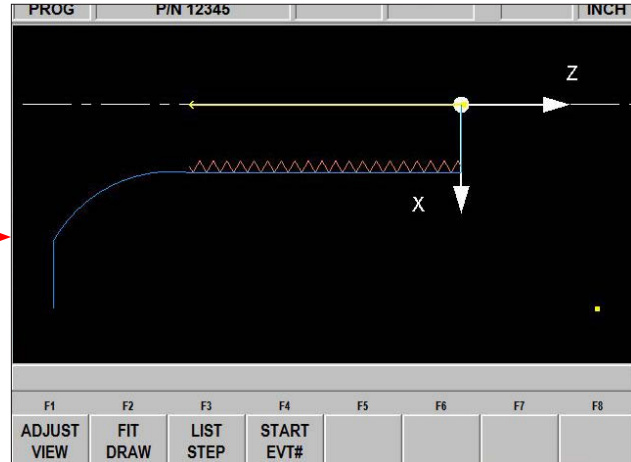 PROG P/N 12345 INCH
Z
X
F1 F2 F3 F4 F5 F6 F7 F8
ADJUST FIT LIST START
VIEW DRAW STEP EVT#